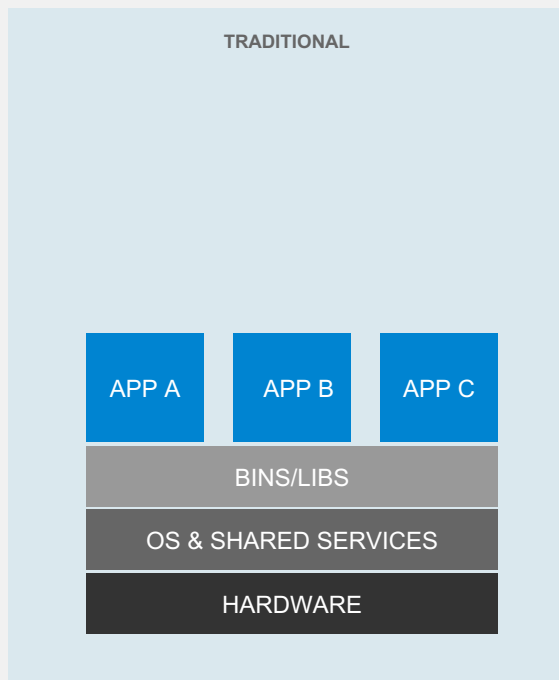 TRADITIONAL
APP A
APP B
APP C
BINS/LIBS
OS & SHARED SERVICES
HARDWARE